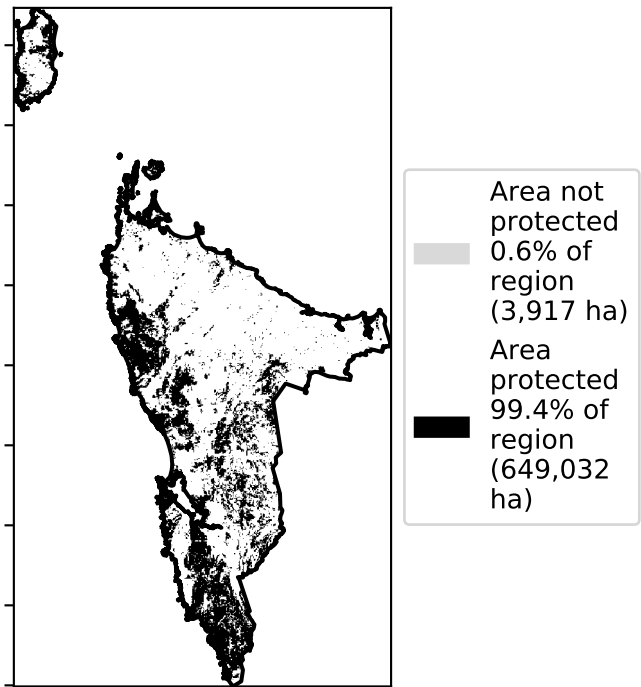 Area not
protected
0.6% of
region
(3,917 ha)
Area
protected
99.4% of
region
(649,032
ha)